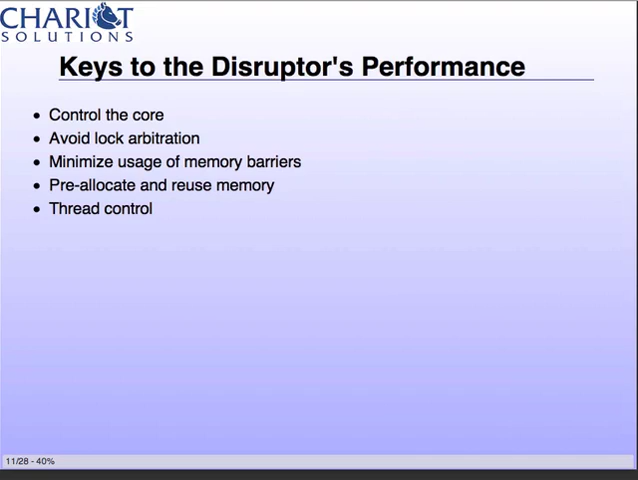 CHARIOT
SOLUTIONS
Keys to the Disruptor's Performance
Control the core
Avoid lock arbitration
Minimize usage of memory barriers
Pre-allocate and reuse memory
Thread control
11/28 - 40%